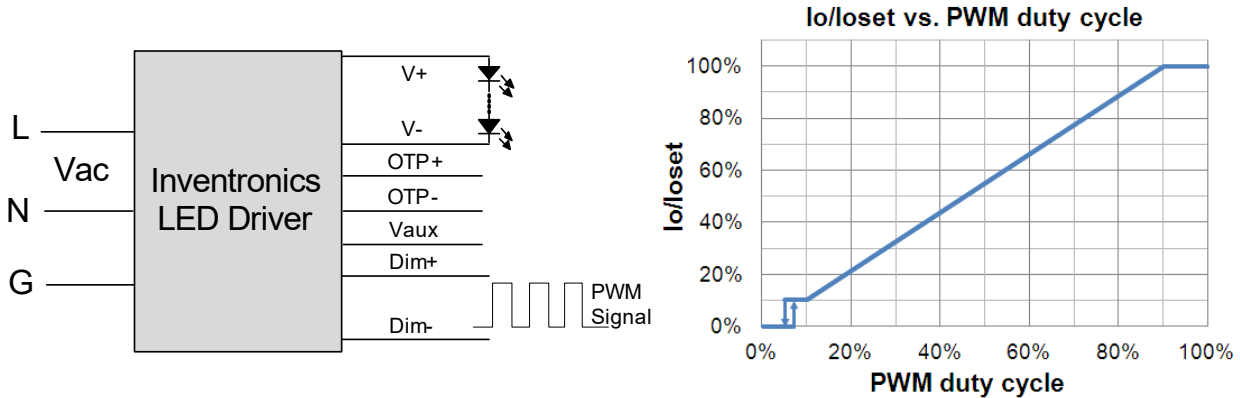 L
Vac
N
G
Inventronics
LED Driver
V+
V-
OTP+
OTP-
Vaux
Dim+
Dim-
PWM
Signal
Io/Ioset vs. PWM duty cycle
Io/Ioset
100%
80%
60%
40%
20%
0%
0% 20% 40% 60% 80% 100%
PWM duty cycle